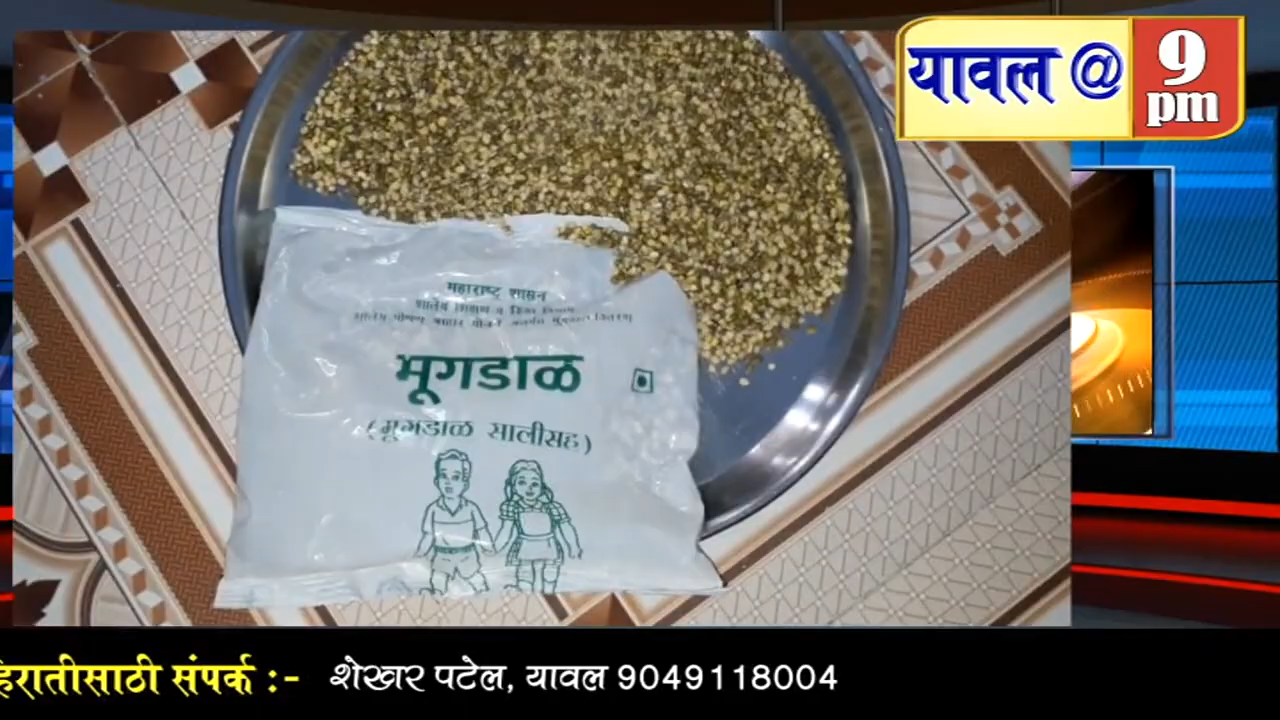 यावल @ 9 pm
महाराष्ट्र शासन
भूगडाळ
(मूगडाळ सालीसह)
हिरातीसाठी संपर्क :- शेखर पटेल, यावल 9049118004